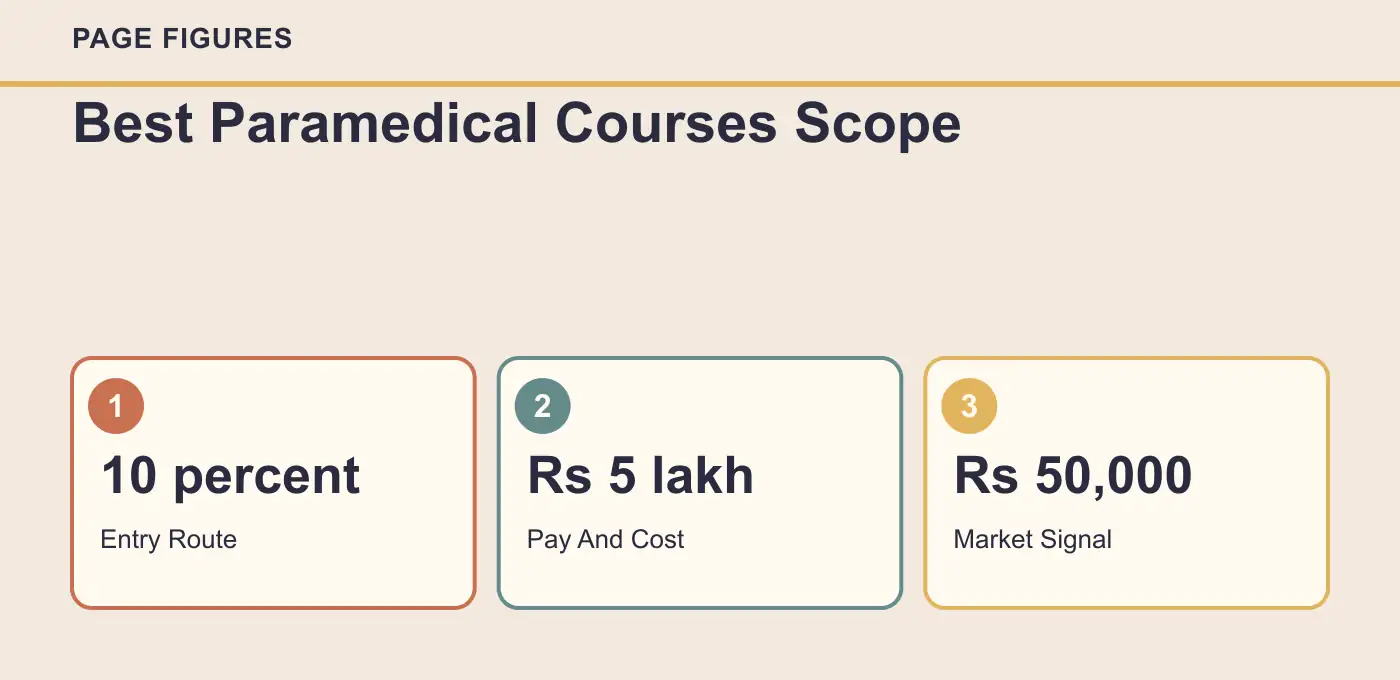 PAGE FIGURES
Best Paramedical Courses Scope
1
10 percent
Entry Route
2
Rs 5 lakh
Pay And Cost
3
Rs 50,000
Market Signal